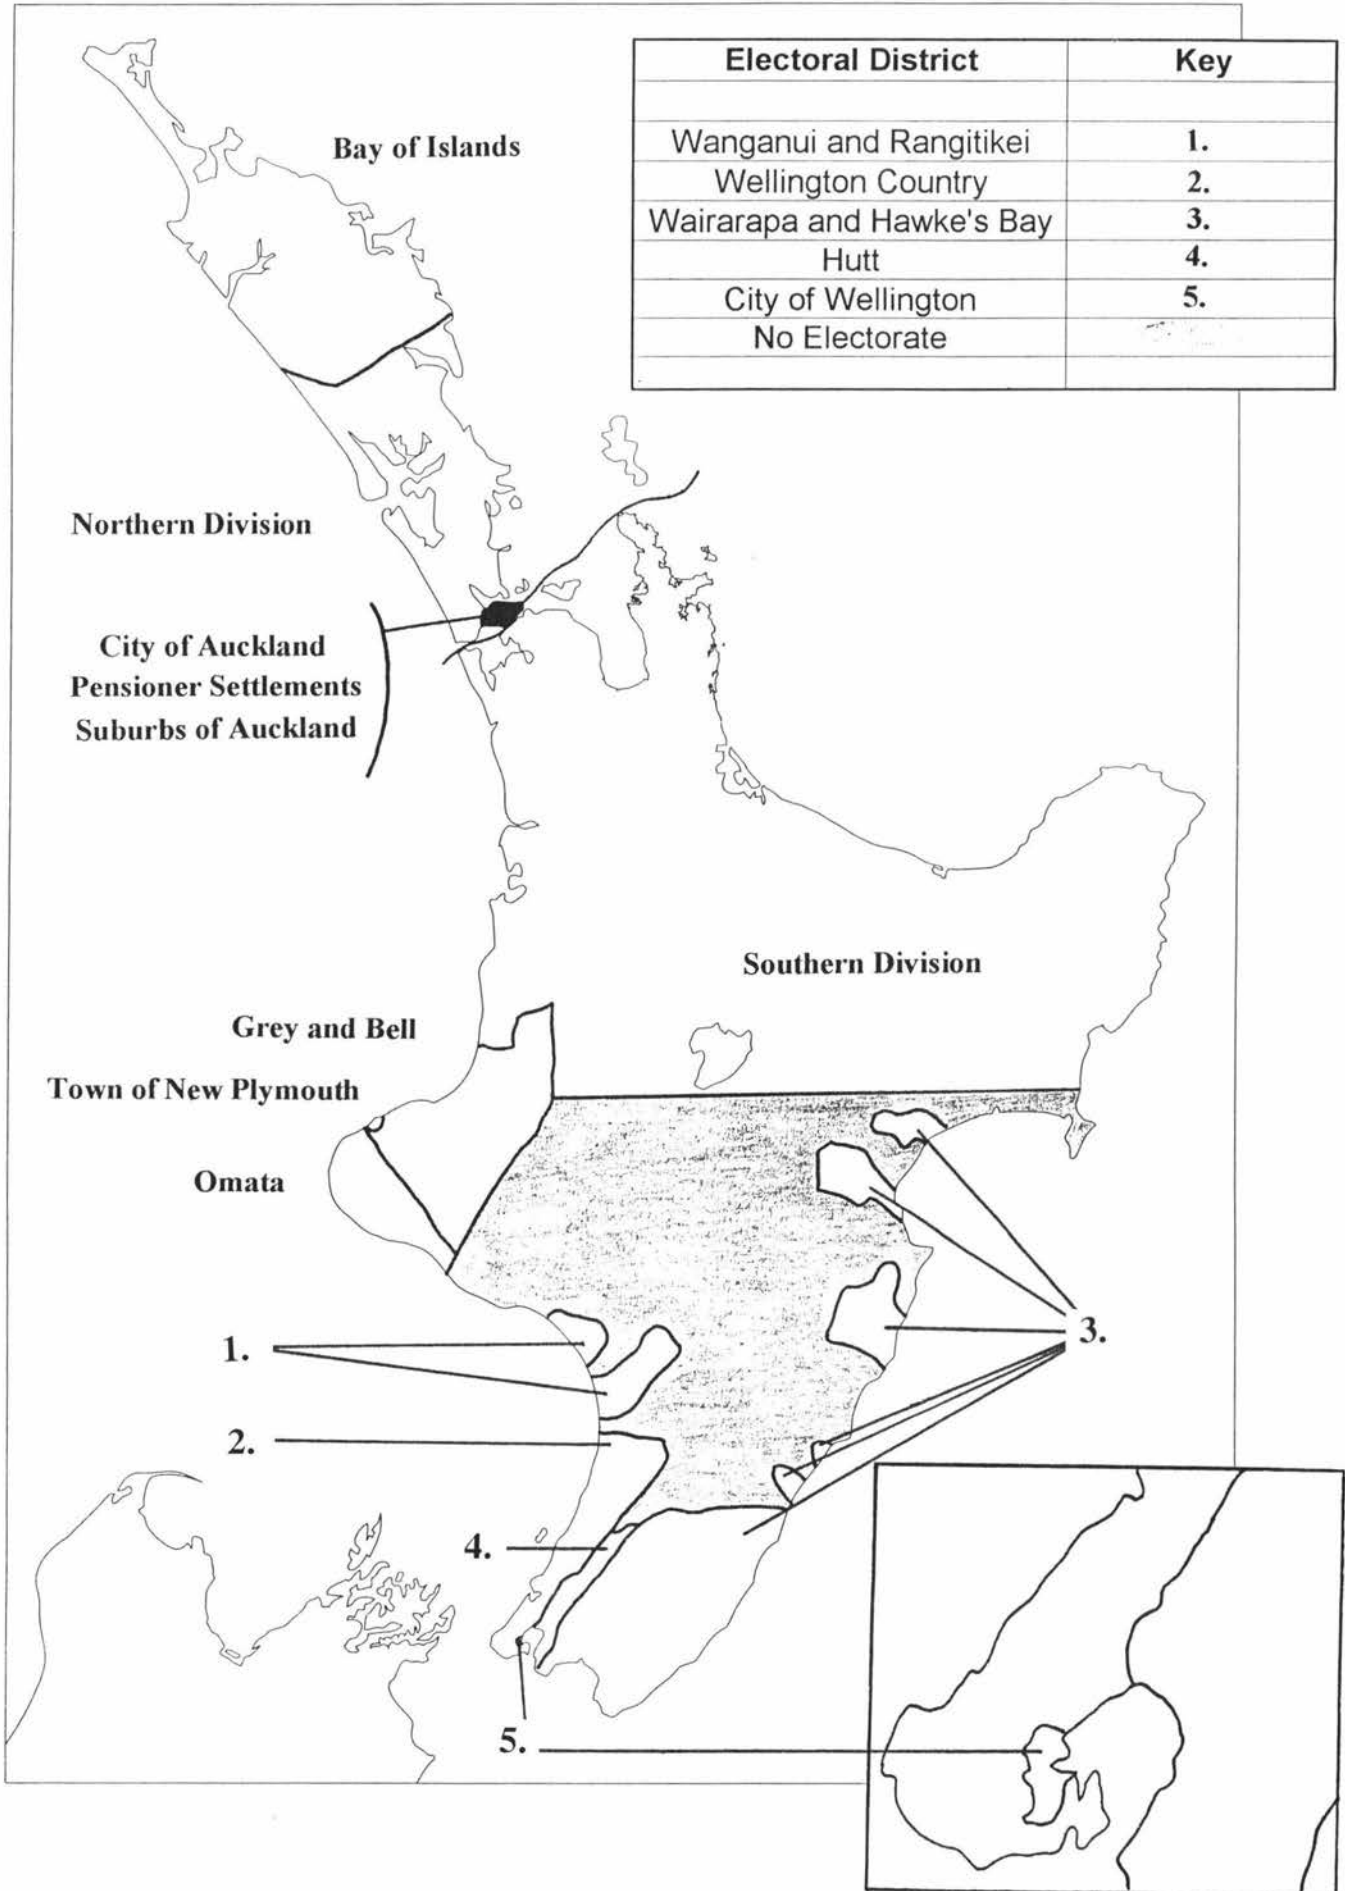 Electoral District Key
Wanganui and Rangitikei 1.
Wellington Country 2.
Wairarapa and Hawke's Bay 3.
Hutt 4.
City of Wellington 5.
No Electorate
Bay of Islands
Northern Division
City of Auckland
Pensioner Settlements
Suburbs of Auckland
Southern Division
Grey and Bell
Town of New Plymouth
Omata
1.
3.
2.
4.
5.